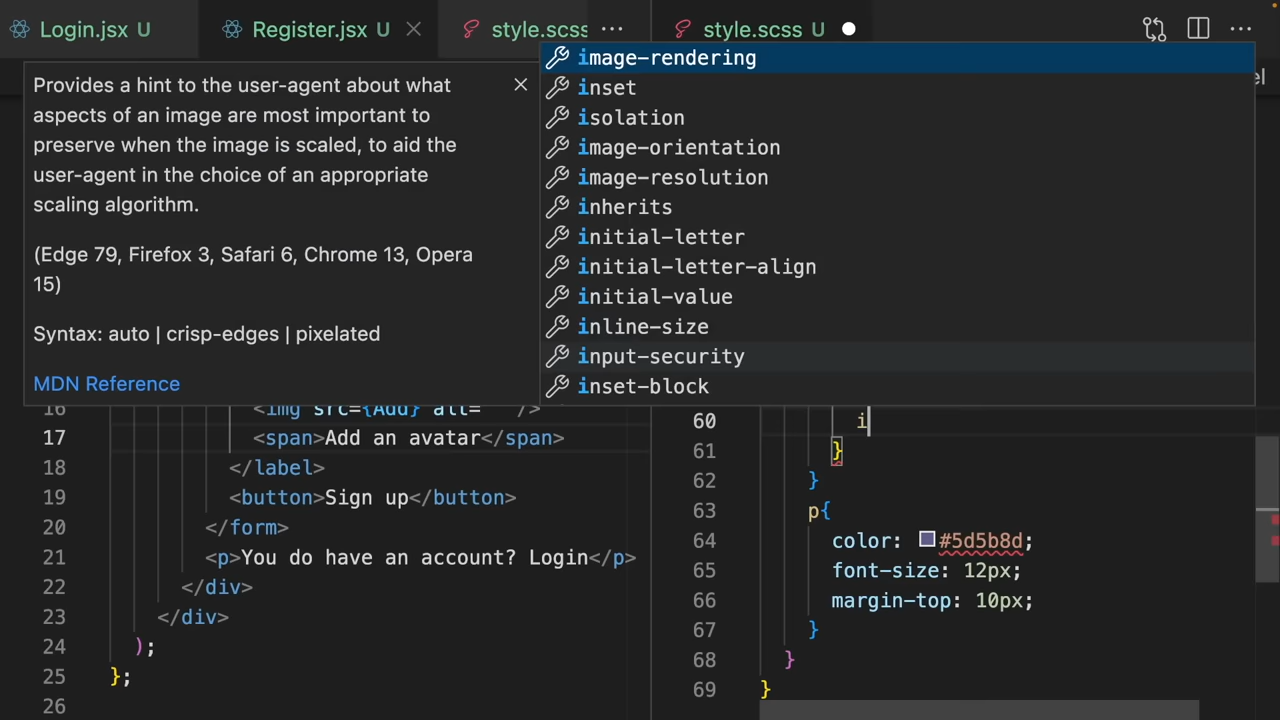 Login.jsx U
Register.jsx U
style.scss
style.scss U
Provides a hint to the user-agent about what
aspects of an image are most important to
preserve when the image is scaled, to aid the
user-agent in the choice of an appropriate
scaling algorithm.
(Edge 79, Firefox 3, Safari 6, Chrome 13, Opera
15)
Syntax: auto | crisp-edges | pixelated
MDN Reference
image-rendering
inset
isolation
image-orientation
image-resolution
inherits
initial-letter
initial-letter-align
initial-value
inline-size
input-security
inset-block
el
16 <img src={Add} alt="" />
17 <span>Add an avatar</span>
18 </label>
19 <button>Sign up</button>
20 </form>
21 <p>You do have an account? Login</p>
22 </div>
23 </div>
24 );
25 };
26
60 i
61 }
62 }
63 p{
64 color: #5d5b8d;
65 font-size: 12px;
66 margin-top: 10px;
67 }
68 }
69 }